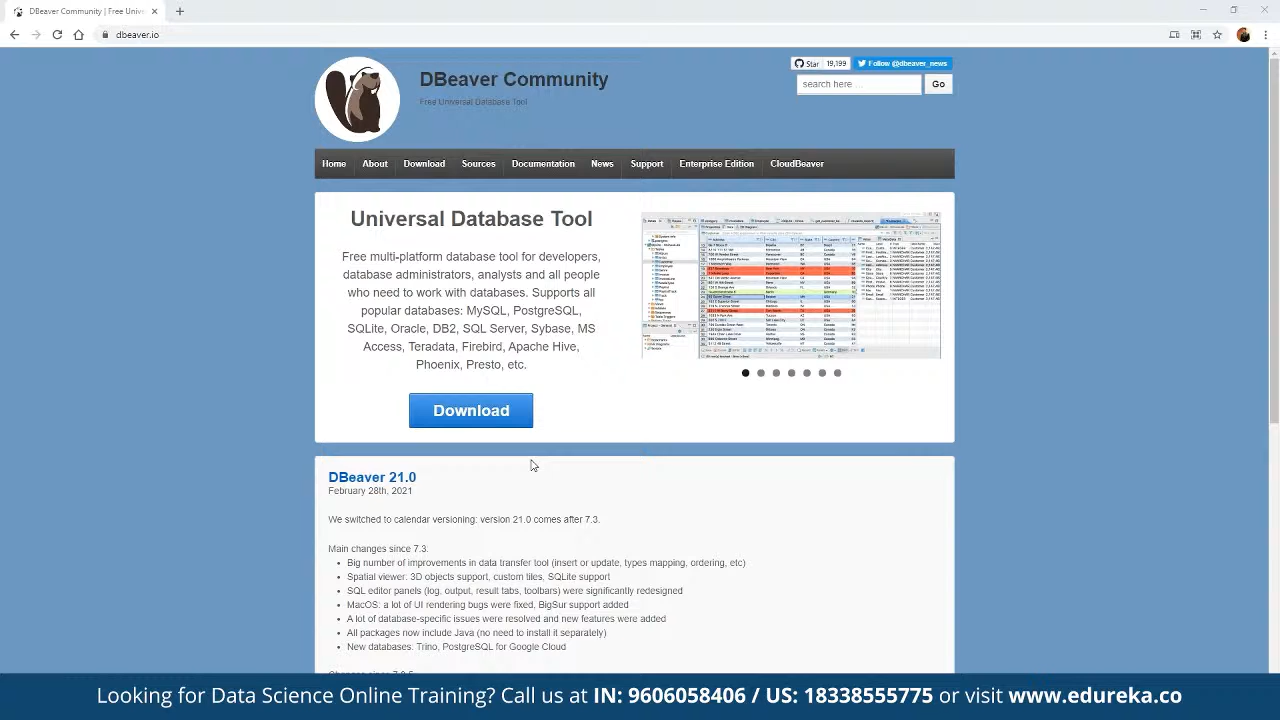 DBeaver Community | Free Unive
dbeaver.io
DBeaver Community
Free Universal Database Tool
Star 19,199
Follow @dbeaver_news
search here ...
Go
Home About Download Sources Documentation News Support Enterprise Edition CloudBeaver
Universal Database Tool
Free multi-platform database tool for developers,
database administrators, analysts and all people
who need to work with databases. Supports all
popular databases: MySQL, PostgreSQL,
SQLite, Oracle, DB2, SQL Server, Sybase, MS
Access, Teradata, Firebird, Apache Hive,
Phoenix, Presto, etc.
Download
DBeaver 21.0
February 28th, 2021
We switched to calendar versioning: version 21.0 comes after 7.3.
Main changes since 7.3:
Big number of improvements in data transfer tool (insert or update, types mapping, ordering, etc)
Spatial viewer: 3D objects support, custom tiles, SQLite support
SQL editor panels (log, output, result tabs, toolbars) were significantly redesigned
MacOS: a lot of UI rendering bugs were fixed, BigSur support added
A lot of database-specific issues were resolved and new features were added
All packages now include Java (no need to install it separately)
New databases: Trino, PostgreSQL for Google Cloud
Looking for Data Science Online Training? Call us at IN: 9606058406 / US: 18338555775 or visit www.edureka.co